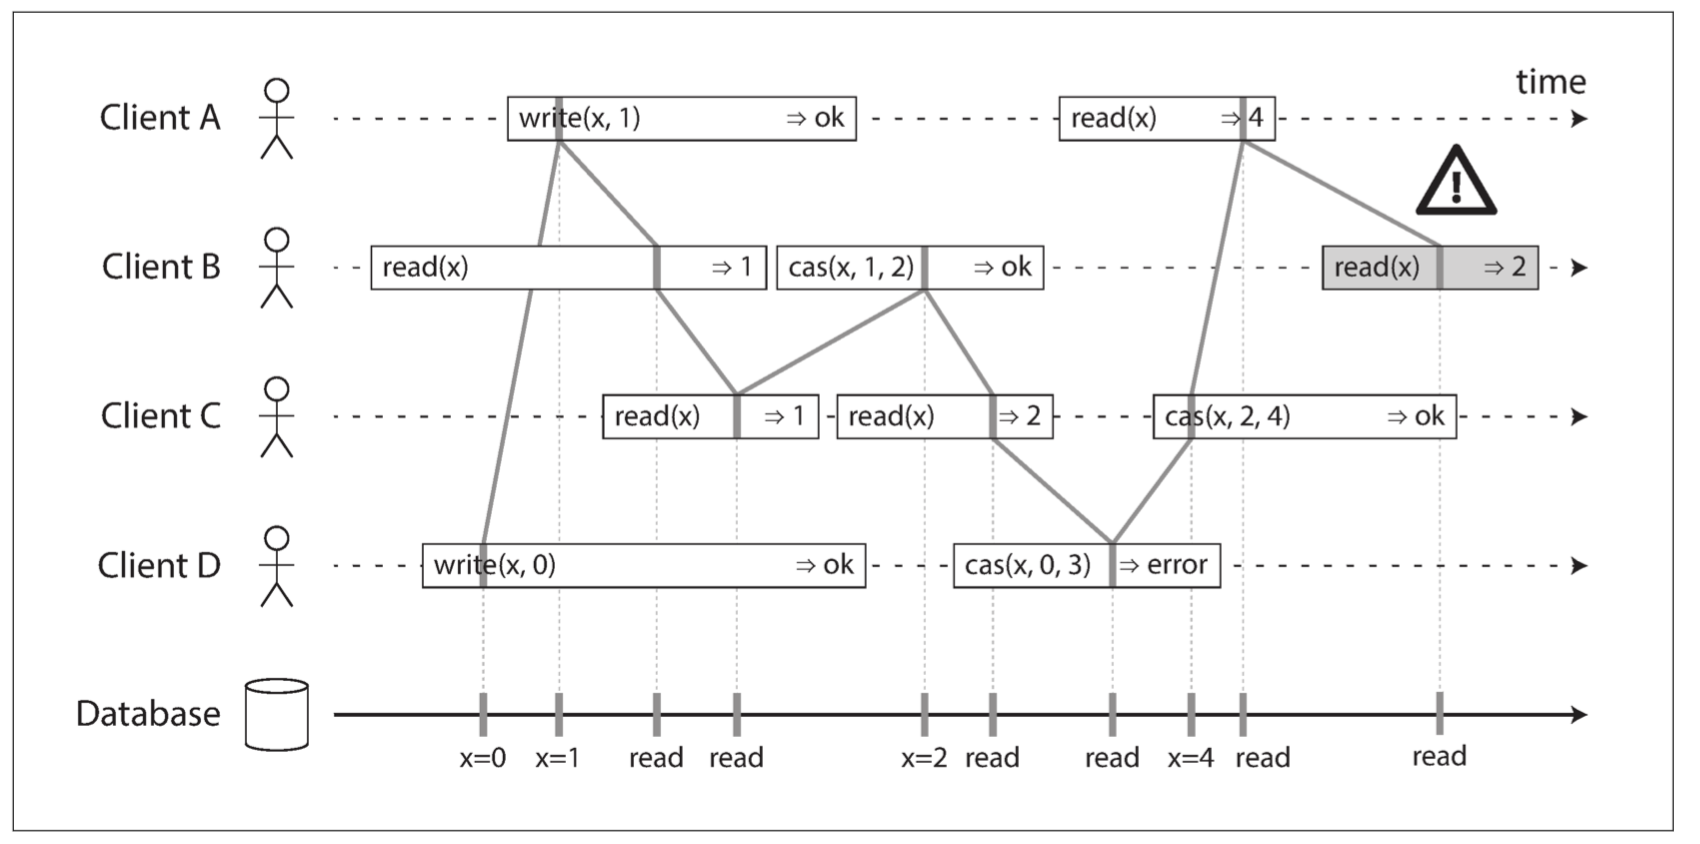 time
Client A
write(x, 1) ⇒ ok
read(x) ⇒ 4
!
Client B
read(x) ⇒ 1
cas(x, 1, 2) ⇒ ok
read(x) ⇒ 2
Client C
read(x) ⇒ 1
read(x) ⇒ 2
cas(x, 2, 4) ⇒ ok
Client D
write(x, 0) ⇒ ok
cas(x, 0, 3) ⇒ error
Database
x=0 x=1 read read x=2 read read x=4 read read